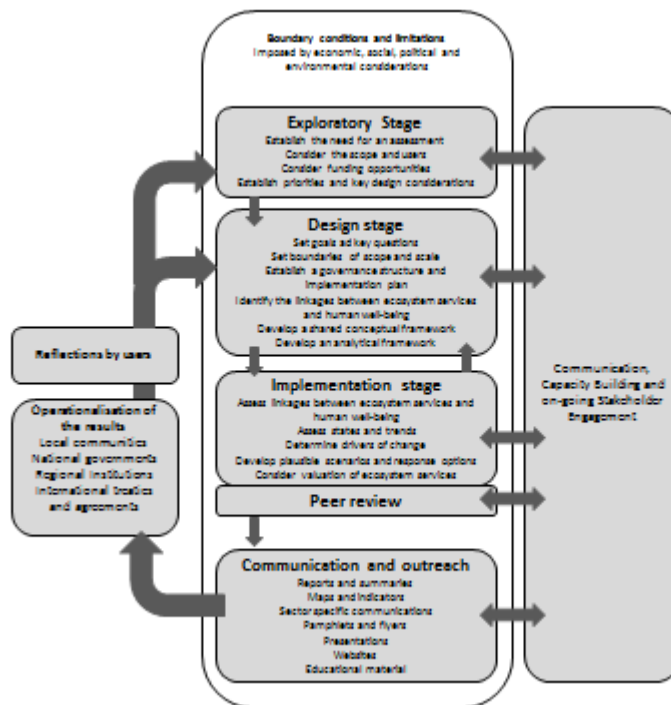 Boundary conditions and limitations
Imposed by economic, social, political and
environmental considerations
Exploratory Stage
Establish the need for an assessment
Consider the scope and users
Consider funding opportunities
Establish priorities and key design considerations
Design stage
Set goals ad key questions
Set boundaries of scope and scale
Establish a governance structure and
implementation plan
Identify the linkages between ecosystem services
and human well-being
Develop a shared conceptual framework
Develop an analytical framework
Reflections by users
Operationalisation of
the results
Local communities
National governments
Regional institutions
International treaties
and agreements
Implementation stage
Assess linkages between ecosystem services and
human well-being
Assess states and trends
Determine drivers of change
Develop plausible scenarios and response options
Consider valuation of ecosystem services
Peer review
Communication and outreach
Reports and summaries
Maps and indicators
Sector specific communications
Pamphlets and flyers
Presentations
Websites
Educational material
Communication,
Capacity Building and
on-going Stakeholder
Engagement